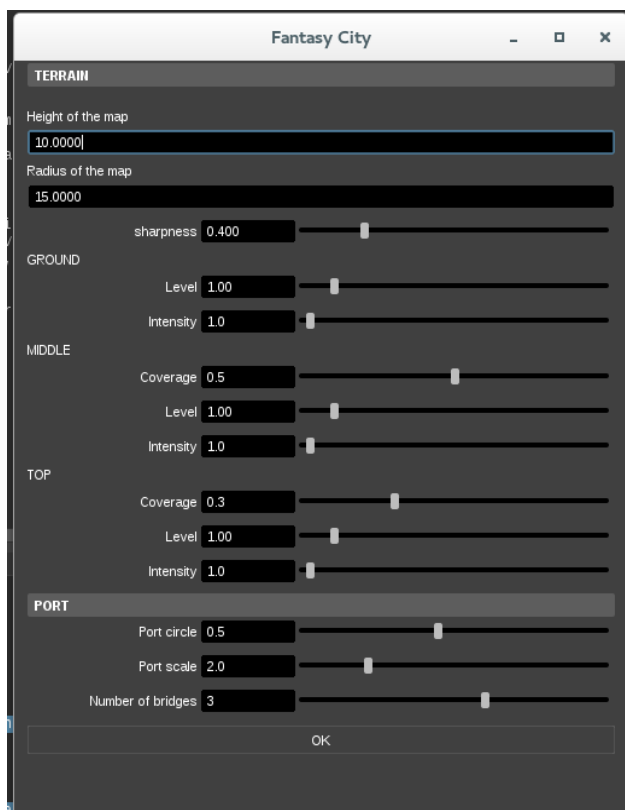 Fantasy City
TERRAIN
Height of the map
10.0000
Radius of the map
15.0000
sharpness 0.400
GROUND
Level 1.00
Intensity 1.0
MIDDLE
Coverage 0.5
Level 1.00
Intensity 1.0
TOP
Coverage 0.3
Level 1.00
Intensity 1.0
PORT
Port circle 0.5
Port scale 2.0
Number of bridges 3
OK